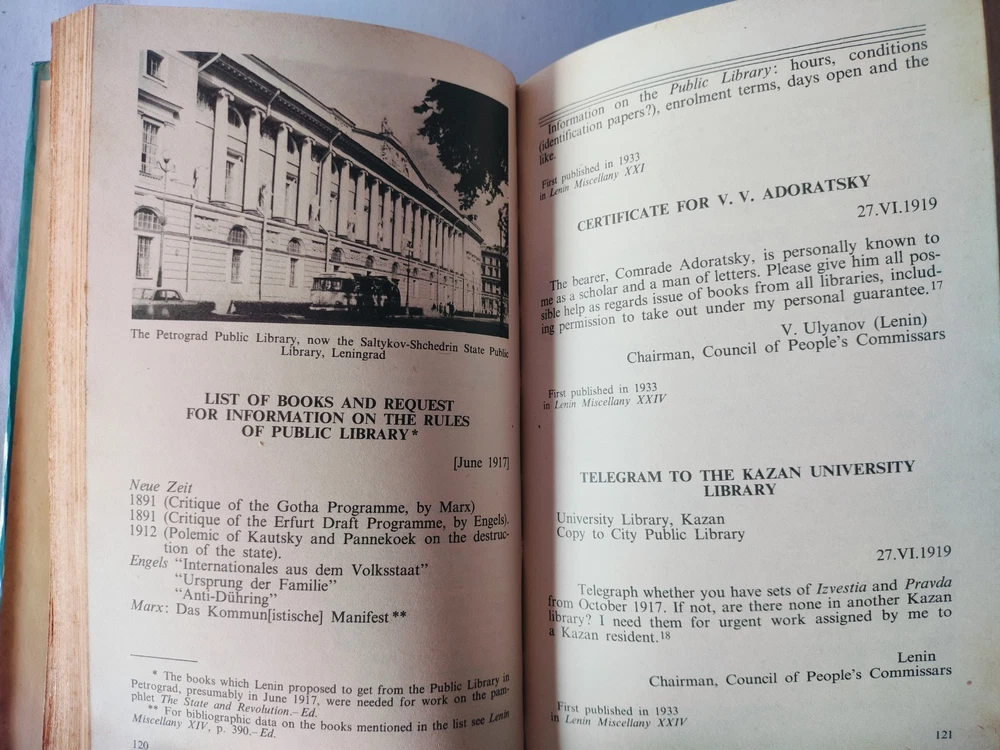 The Petrograd Public Library, now the Saltykov-Shchedrin State Public
Library, Leningrad
LIST OF BOOKS AND REQUEST
FOR INFORMATION ON THE RULES
OF PUBLIC LIBRARY*
[June 1917]
Neue Zeit
1891 (Critique of the Gotha Programme, by Marx)
1891 (Critique of the Erfurt Draft Programme, by Engels).
1912 (Polemic of Kautsky and Pannekoek on the destruc-
tion of the state).
Engels “Internationales aus dem Volksstaat”
“Ursprung der Familie”
“Anti-Dühring”
Marx: Das Kommun[istische] Manifest**
* The books which Lenin proposed to get from the Public Library in
Petrograd, presumably in June 1917, were needed for work on the pam-
phlet The State and Revolution.–Ed.
** For bibliographic data on the books mentioned in the list see Lenin
Miscellany XIV, p. 390.–Ed.
120
Information on the Public Library: hours, conditions
(identification papers?), enrolment terms, days open and the
like.
First published in 1933
in Lenin Miscellany XXI
CERTIFICATE FOR V. V. ADORATSKY
27.VI.1919
The bearer, Comrade Adoratsky, is personally known to
me as a scholar and a man of letters. Please give him all pos-
sible help as regards issue of books from all libraries, includ-
ing permission to take out under my personal guarantee.17
V. Ulyanov (Lenin)
Chairman, Council of People’s Commissars
First published in 1933
in Lenin Miscellany XXIV
TELEGRAM TO THE KAZAN UNIVERSITY
LIBRARY
University Library, Kazan
Copy to City Public Library
27.VI.1919
Telegraph whether you have sets of Izvestia and Pravda
from October 1917. If not, are there none in another Kazan
library? I need them for urgent work assigned by me to
a Kazan resident.18
Lenin
Chairman, Council of People’s Commissars
First published in 1933
in Lenin Miscellany XXIV
121